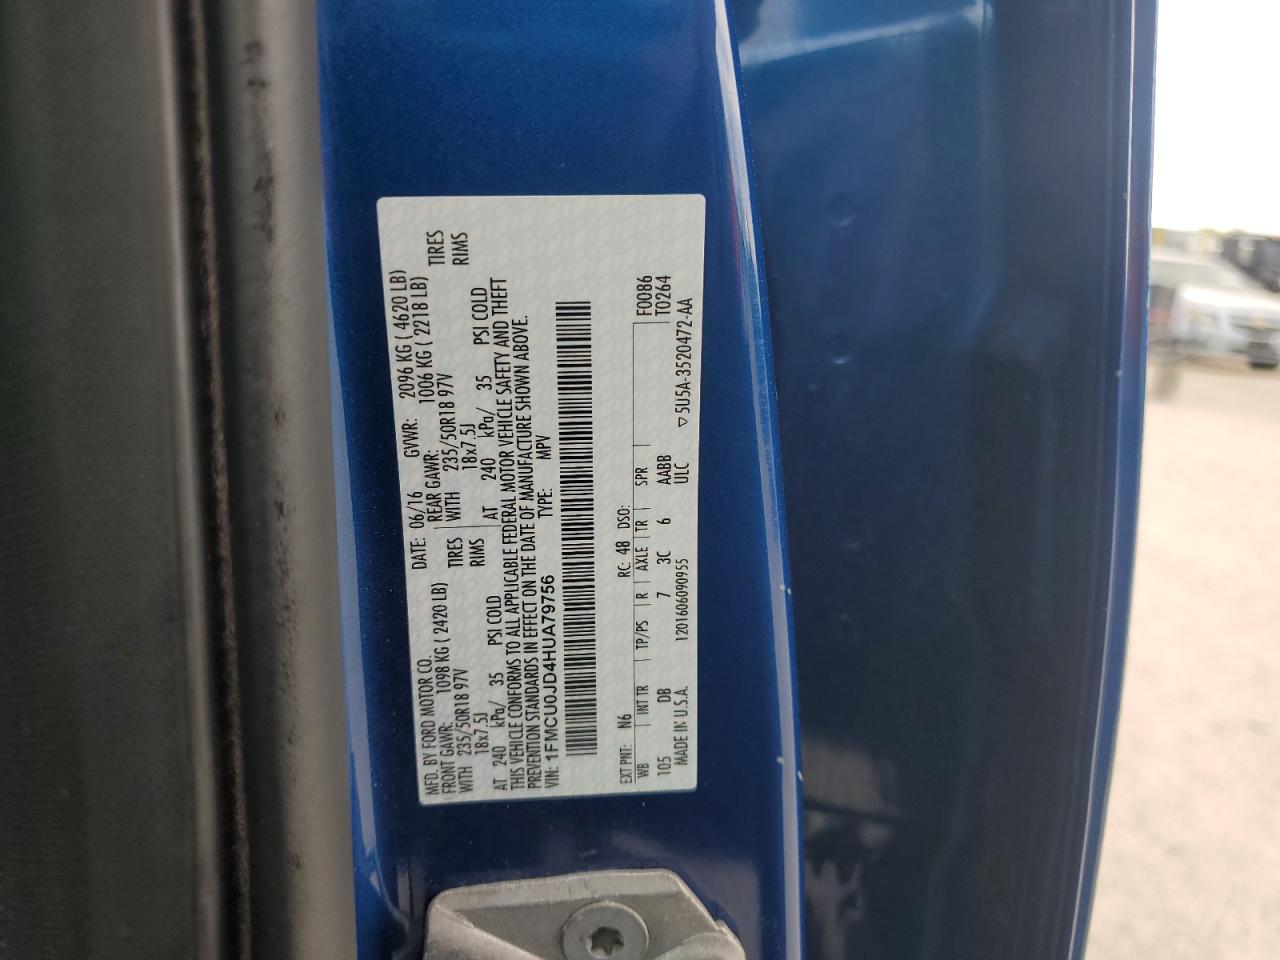 MFD. BY FORD MOTOR CO. DATE: 06/16 GVWR: 2096 KG ( 4620 LB)
FRONT GAWR: 1098 KG ( 2420 LB) REAR GAWR: 1006 KG ( 2218 LB)
WITH 235/50R18 97V TIRES WITH 235/50R18 97V TIRES
18x7.5J RIMS 18x7.5J RIMS
AT 240 kPa/ 35 PSI COLD AT 240 kPa/ 35 PSI COLD
THIS VEHICLE CONFORMS TO ALL APPLICABLE FEDERAL MOTOR VEHICLE SAFETY AND THEFT
PREVENTION STANDARDS IN EFFECT ON THE DATE OF MANUFACTURE SHOWN ABOVE.
VIN: 1FMCU0JD4HUA79756 TYPE: MPV
EXT PNT: N6 RC: 48 DSO: F0086
WB INT TR TP/PS R AXLE TR SPR T0264
105 DB 7 3C 6 AABB
MADE IN U.S.A. 120160609095​5 ULC ▽5U5A-3520472-AA